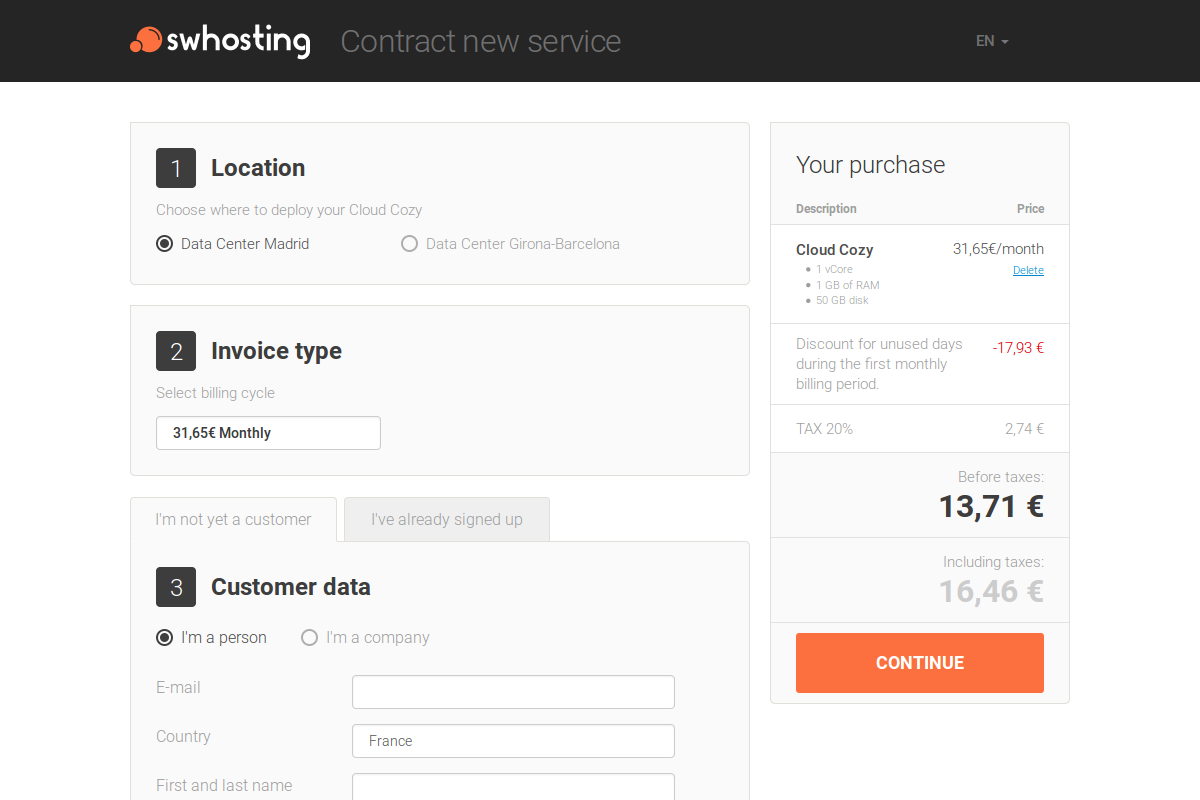 swhosting
Contract new service
EN
1 Location
Choose where to deploy your Cloud Cozy
Data Center Madrid
Data Center Girona-Barcelona
2 Invoice type
Select billing cycle
31,65€ Monthly
I'm not yet a customer
I've already signed up
3 Customer data
I'm a person
I'm a company
E-mail
Country
France
First and last name
Your purchase
Description Price
Cloud Cozy 31,65€/month
Delete
1 vCore
1 GB of RAM
50 GB disk
Discount for unused days -17,93 €
during the first monthly
billing period.
TAX 20% 2,74 €
Before taxes:
13,71 €
Including taxes:
16,46 €
CONTINUE